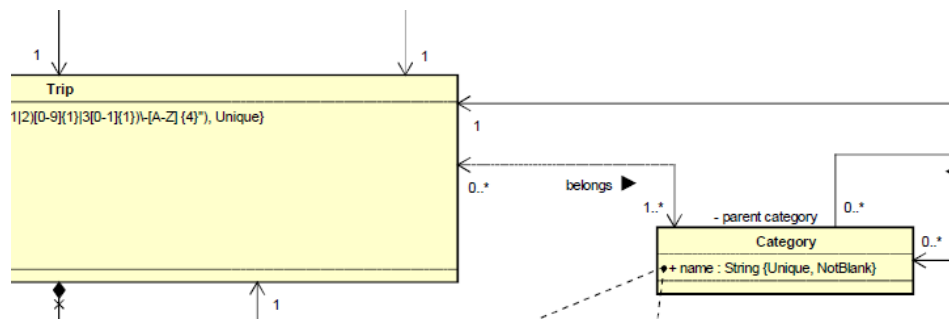 1
1
Trip
1|2)[0-9]{1}|3[0-1]{1})\-[A-Z] {4}"), Unique}
1
0..*
belongs
1..*
- parent category
0..*
Category
0..*
+ name : String {Unique, NotBlank}
1